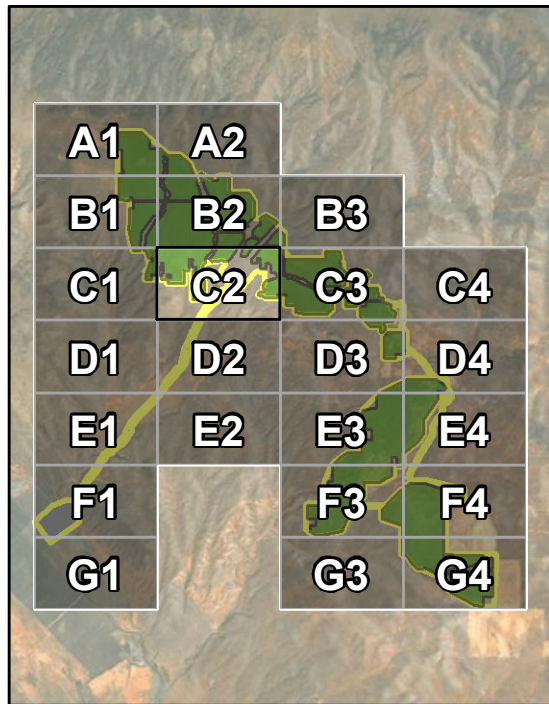 A1 A2
B1 B2 B3
C1 C2 C3 C4
D1 D2 D3 D4
E1 E2 E3 E4
F1 F3 F4
G1 G3 G4